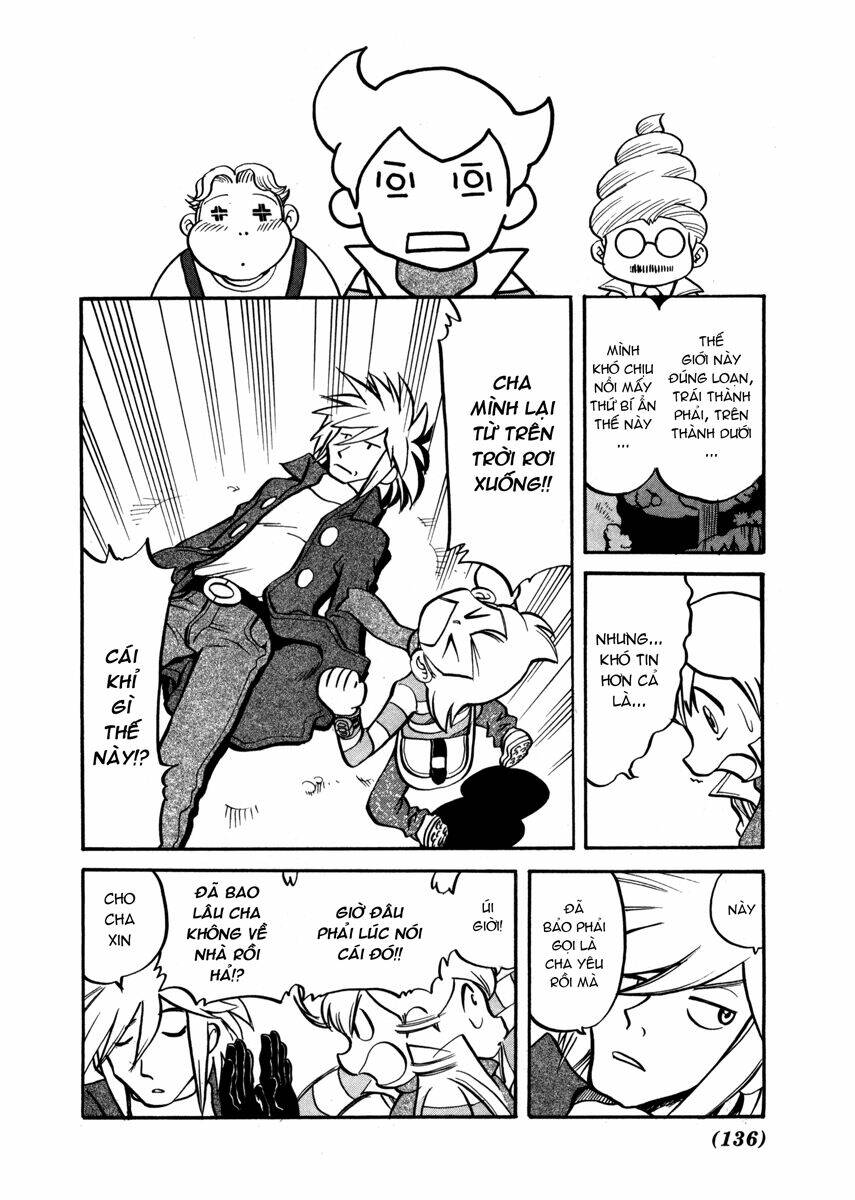 THẾ
GIỚI NÀY
ĐÚNG LOẠN,
TRÁI THÀNH
PHẢI, TRÊN
THÀNH DƯỚI
...
MÌNH
KHÓ CHỊU
NỔI MẤY
THỨ BÍ ẨN
THẾ NÀY
...
NHƯNG...
KHÓ TIN
HƠN CẢ
LÀ...
CHA
MÌNH LẠI
TỪ TRÊN
TRỜI RƠI
XUỐNG!!
CÁI
KHỈ
GÌ
THẾ
NÀY!?
NÀY
ĐÃ
BẢO PHẢI
GỌI LÀ
CHA YÊU
RỒI MÀ
ÚI
GIỜI!
GIỜ ĐÂU
PHẢI LÚC NÓI
CÁI ĐÓ!!
ĐÃ BAO
LÂU CHA
KHÔNG VỀ
NHÀ RỒI
HẢ!?
CHO
CHA
XIN
(136)